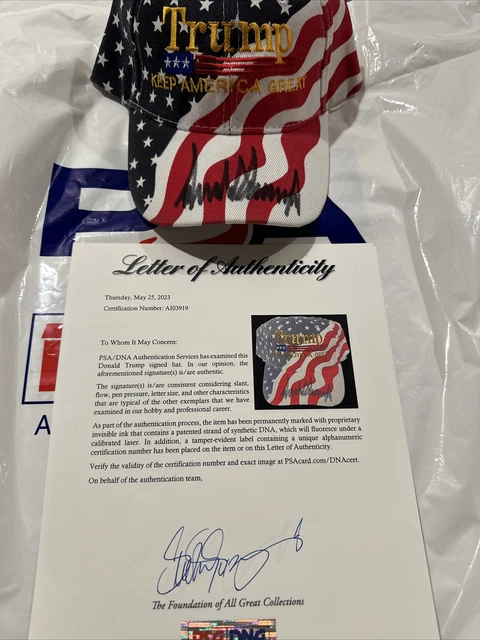 Trump
KEEP AMERICA GREAT
Letter of Authenticity
Thursday, May 25, 2023
Certification Number: AI03919
To Whom It May Concern:
PSA/DNA Authentication Services has examined this
Donald Trump signed hat. In our opinion, the
aforementioned signature(s) is/are authentic.
The signature(s) is/are consistent considering slant,
flow, pen pressure, letter size, and other characteristics
that are typical of the other exemplars that we have
examined in our hobby and professional career.
Trump
As part of the authentication process, the item has been permanently marked with proprietary
invisible ink that contains a patented strand of synthetic DNA, which will fluoresce under a
calibrated laser. In addition, a tamper-evident label containing a unique alphanumeric
certification number has been placed on the item or on this Letter of Authenticity.
Verify the validity of the certification number and exact image at PSAcard.com/DNAcert.
On behalf of the authentication team,
The Foundation of All Great Collections
PSA DNA